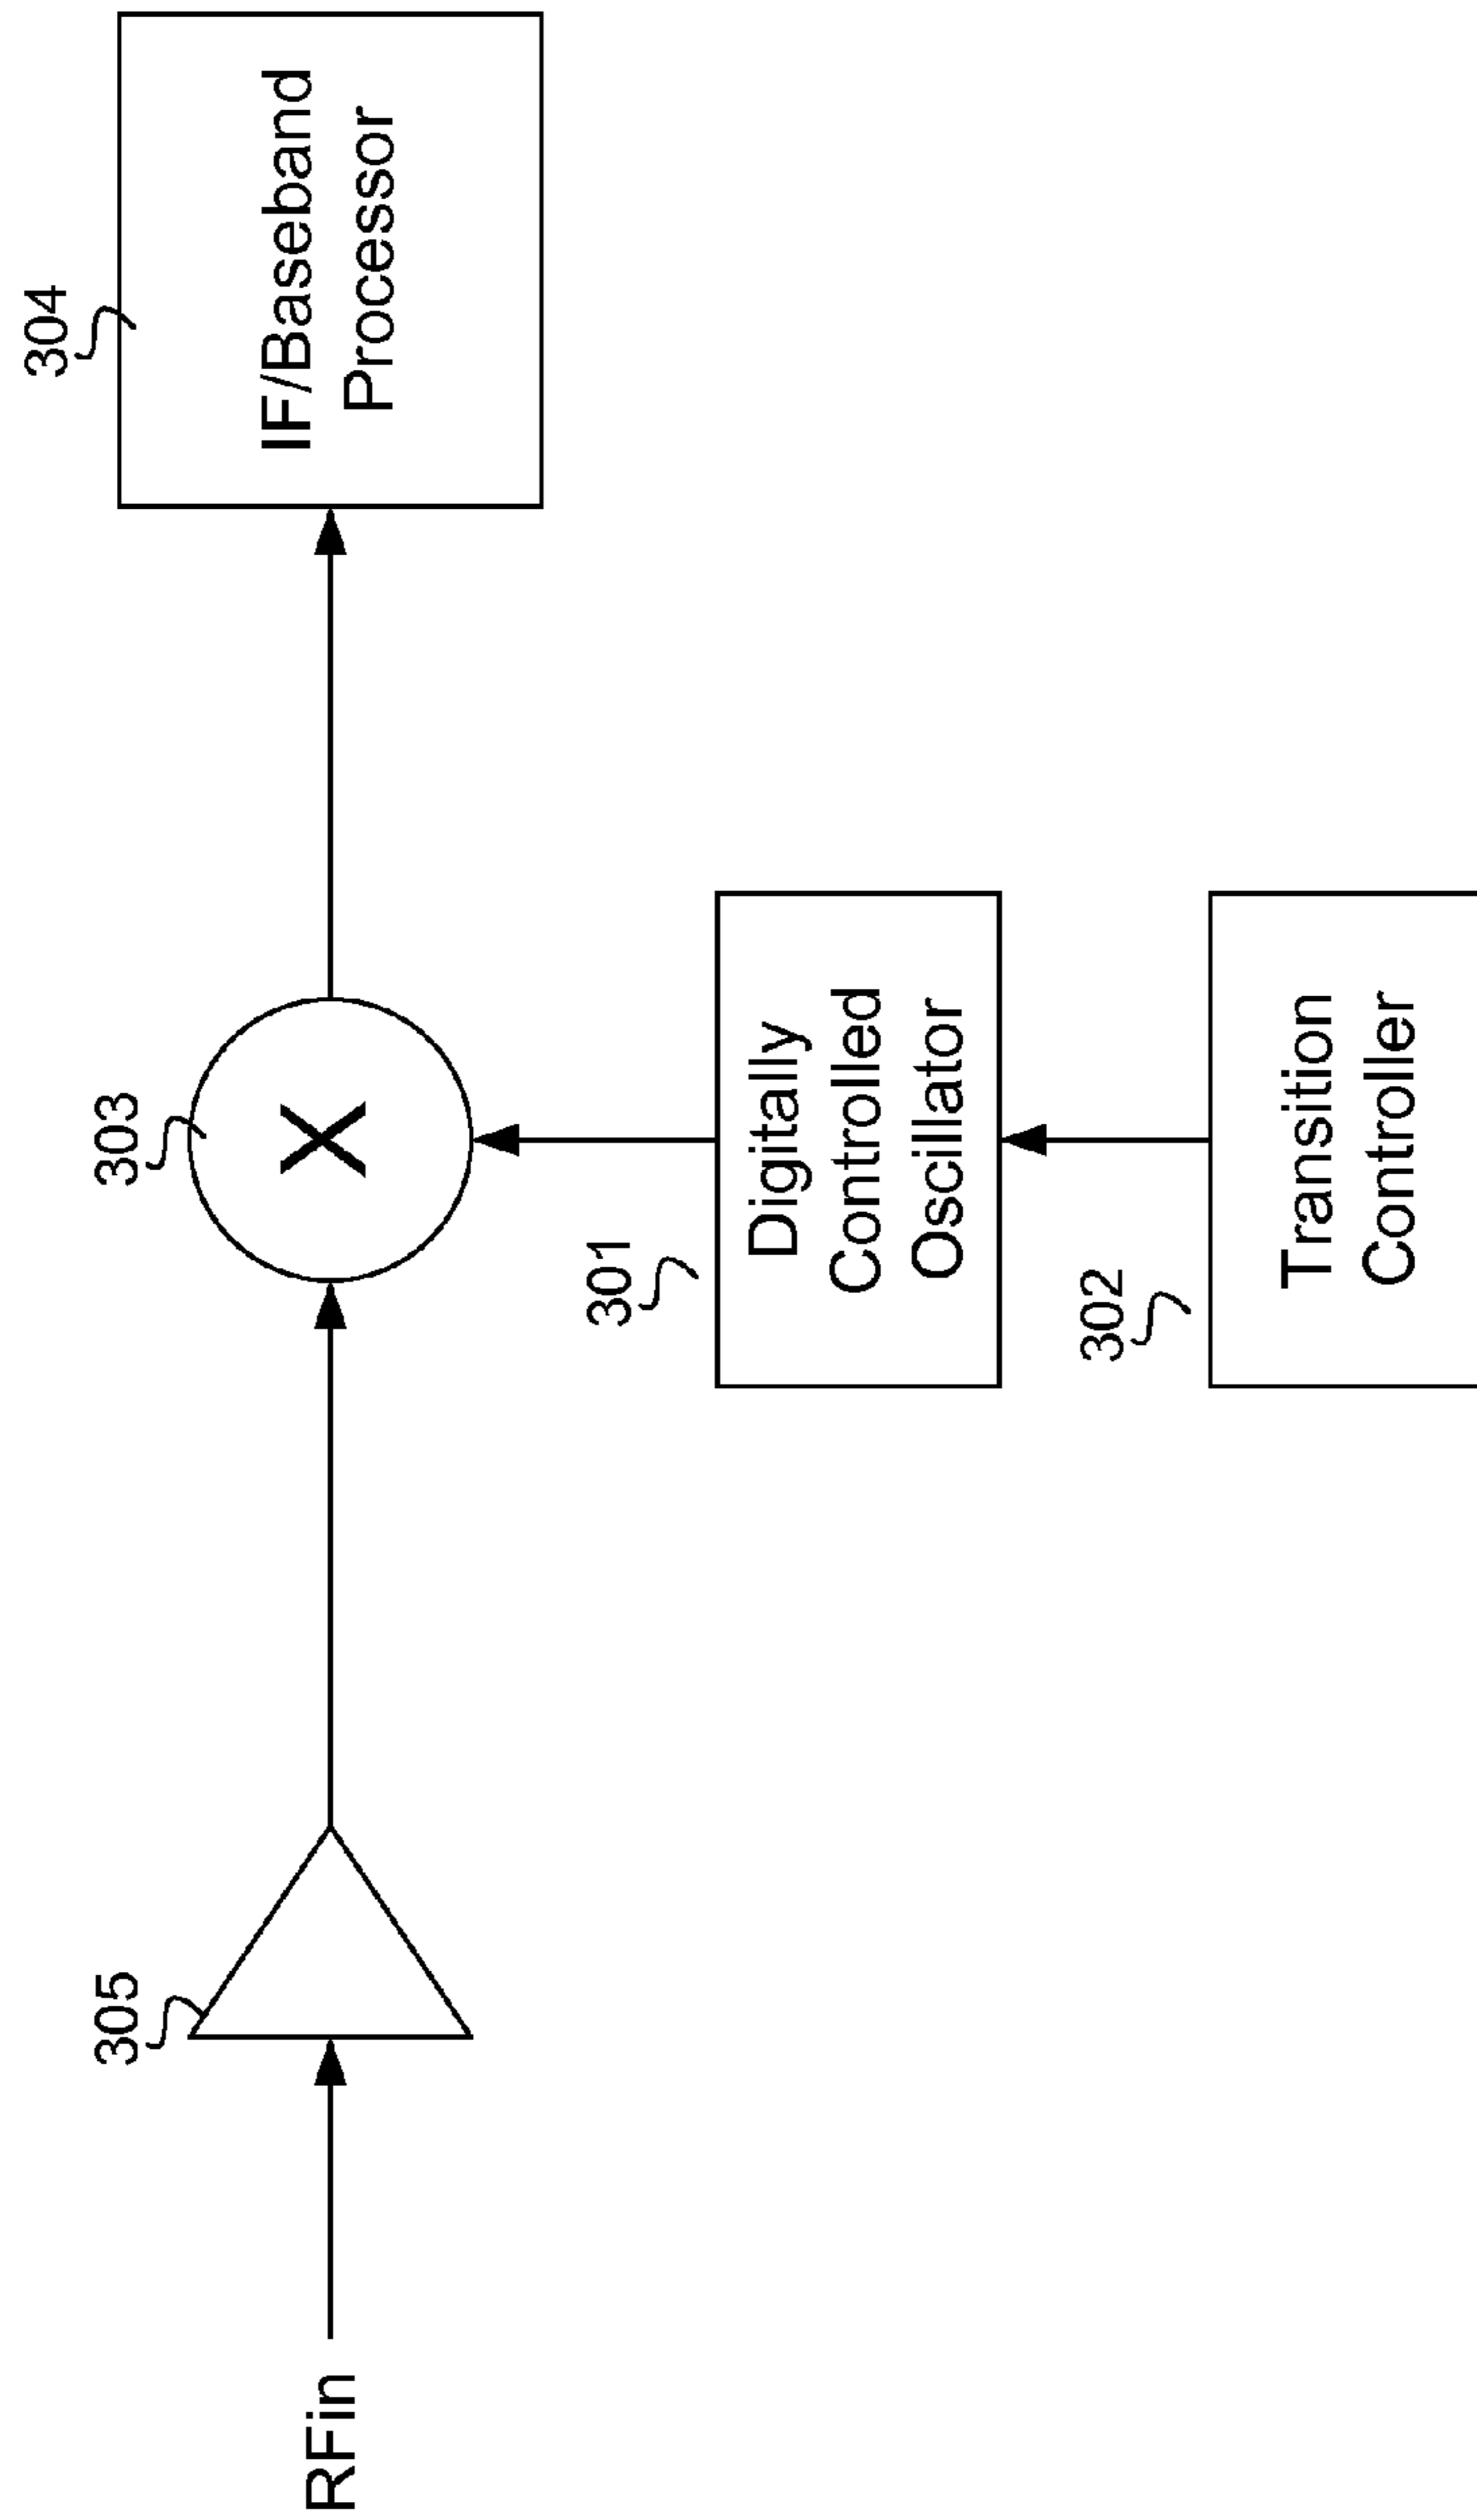 RFin
305
303
304
X
IF/Baseband
Processor
301
Digitally
Controlled
Oscillator
302
Transition
Controller